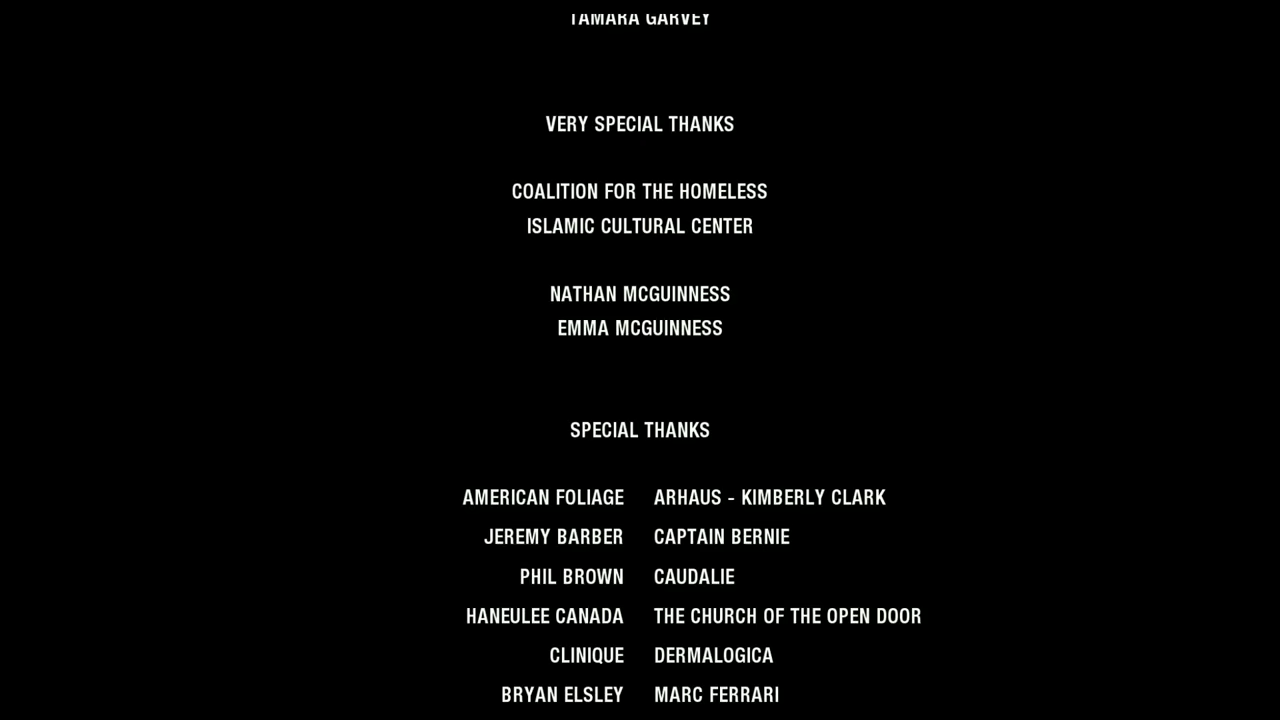 TAMARA GARVEY
VERY SPECIAL THANKS
COALITION FOR THE HOMELESS
ISLAMIC CULTURAL CENTER
NATHAN MCGUINNESS
EMMA MCGUINNESS
SPECIAL THANKS
AMERICAN FOLIAGE ARHAUS - KIMBERLY CLARK
JEREMY BARBER CAPTAIN BERNIE
PHIL BROWN CAUDALIE
HANEULEE CANADA THE CHURCH OF THE OPEN DOOR
CLINIQUE DERMALOGICA
BRYAN ELSLEY MARC FERRARI